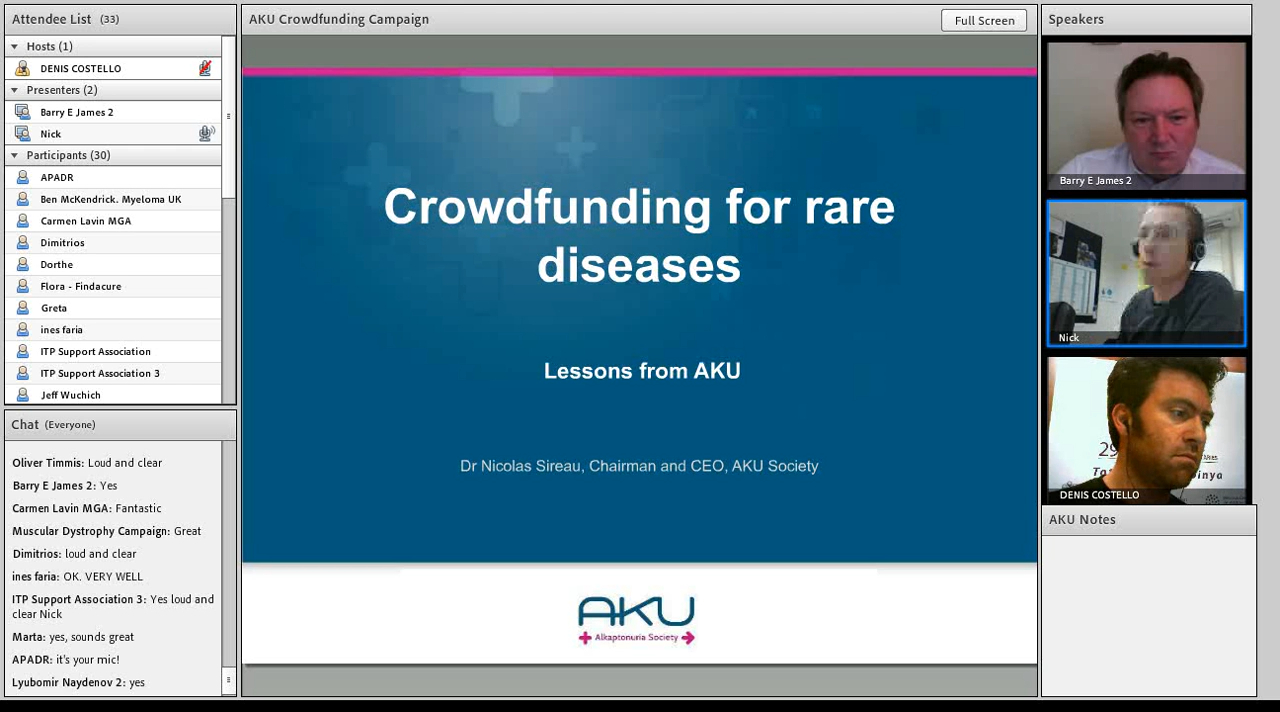 Attendee List (33)
Hosts (1)
DENIS COSTELLO
Presenters (2)
Barry E James 2
Nick
Participants (30)
APADR
Ben McKendrick. Myeloma UK
Carmen Lavin MGA
Dimitrios
Dorthe
Flora - Findacure
Greta
ines faria
ITP Support Association
ITP Support Association 3
Jeff Wuchich
Chat (Everyone)
Oliver Timmis: Loud and clear
Barry E James 2: Yes
Carmen Lavin MGA: Fantastic
Muscular Dystrophy Campaign: Great
Dimitrios: loud and clear
ines faria: OK. VERY WELL
ITP Support Association 3: Yes loud and
clear Nick
Marta: yes, sounds great
APADR: it's your mic!
Lyubomir Naydenov 2: yes
AKU Crowdfunding Campaign
Full Screen
Crowdfunding for rare
diseases
Lessons from AKU
Dr Nicolas Sireau, Chairman and CEO, AKU Society
AKU
Alkaptonuria Society
Speakers
Barry E James 2
Nick
29
DENIS COSTELLO
AKU Notes